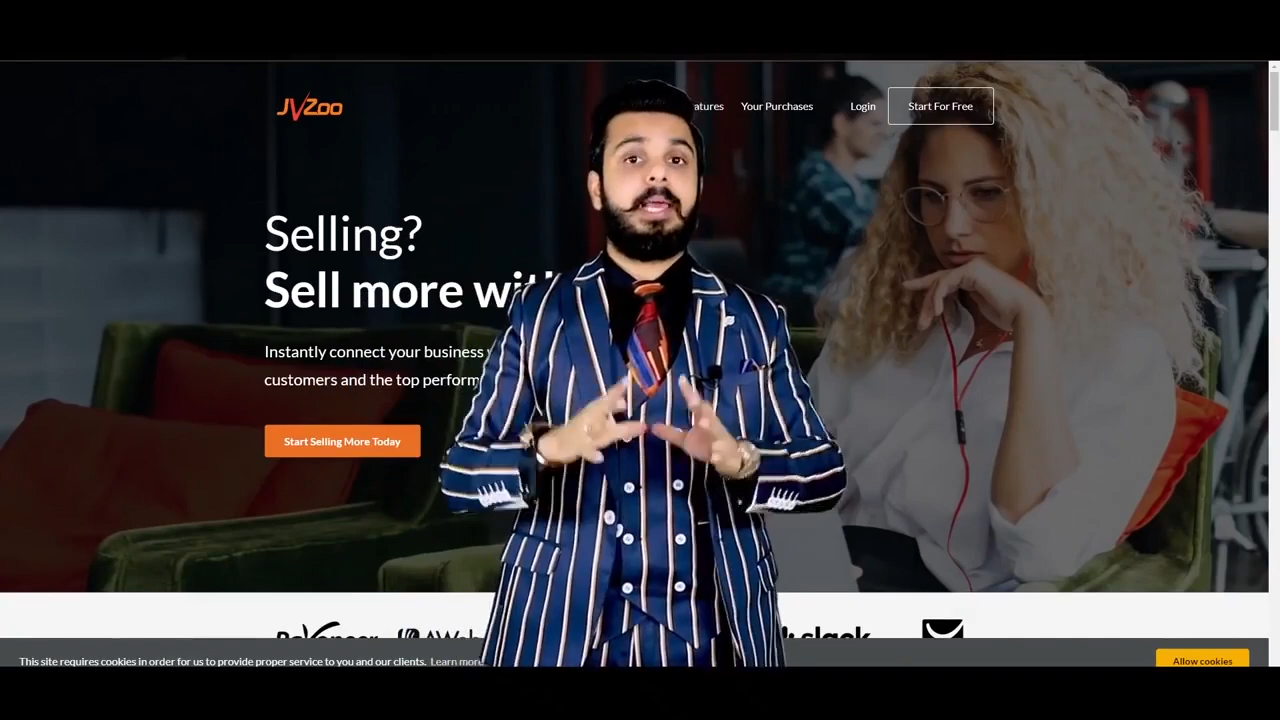 JVZoo
atures Your Purchases Login Start For Free
Selling?
Sell more with
Instantly connect your business
customers and the top perform
Start Selling More Today
slack
This site requires cookies in order for us to provide proper service to you and our clients. Learn more
Allow cookies